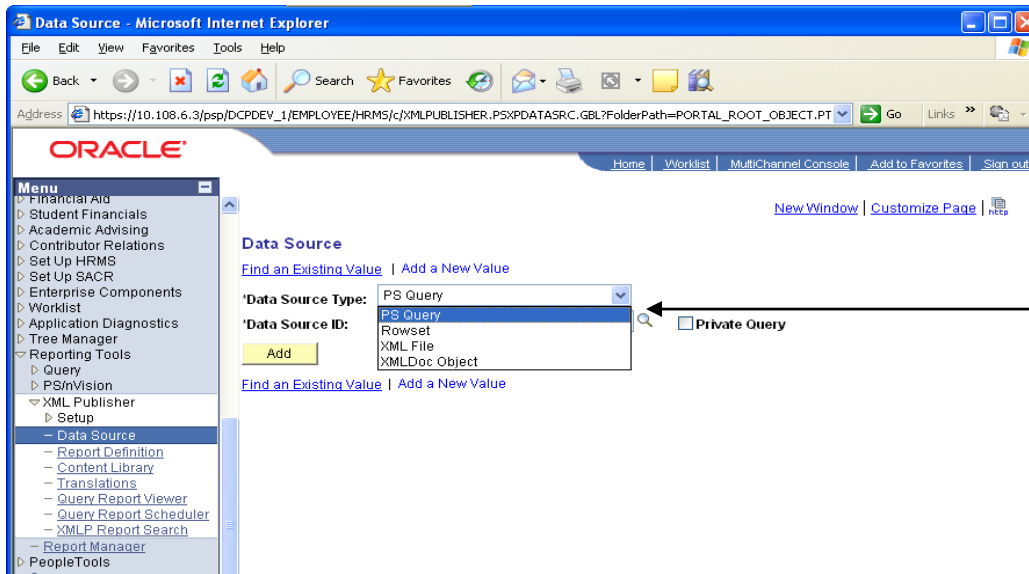 Data Source - Microsoft Internet Explorer
File Edit View Favorites Tools Help
Back Search Favorites
Address https://10.108.6.3/psp/DCPDEV_1/EMPLOYEE/HRMS/c/XMLPUBLISHER.PSXPDATASRC.GBL?FolderPath=PORTAL_ROOT_OBJECT.PT Go Links »
ORACLE
Home | Worklist | MultiChannel Console | Add to Favorites | Sign out
Menu
New Window | Customize Page | http
Financial Aid
Student Financials
Academic Advising
Contributor Relations
Set Up HRMS
Set Up SACR
Enterprise Components
Worklist
Application Diagnostics
Tree Manager
Reporting Tools
Query
PS/nVision
XML Publisher
Setup
– Data Source
– Report Definition
– Content Library
– Translations
– Query Report Viewer
– Query Report Scheduler
– XMLP Report Search
– Report Manager
PeopleTools
Data Source
Find an Existing Value | Add a New Value
*Data Source Type: PS Query
PS Query
Rowset
XML File
XMLDoc Object
*Data Source ID: Private Query
Add
Find an Existing Value | Add a New Value